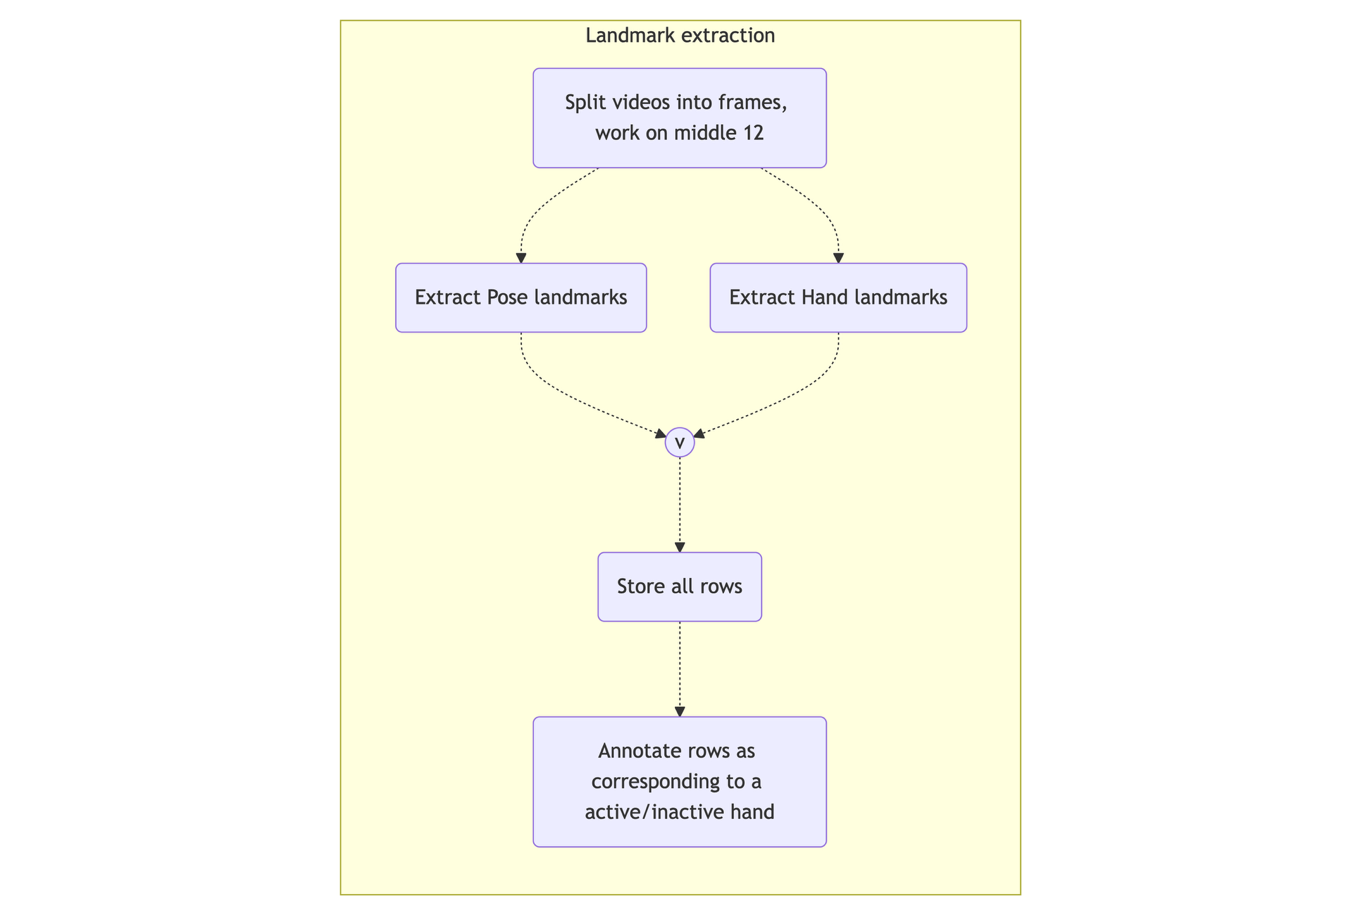 Landmark extraction
Split videos into frames,
work on middle 12
Extract Pose landmarks
Extract Hand landmarks
v
Store all rows
Annotate rows as
corresponding to a
active/inactive hand